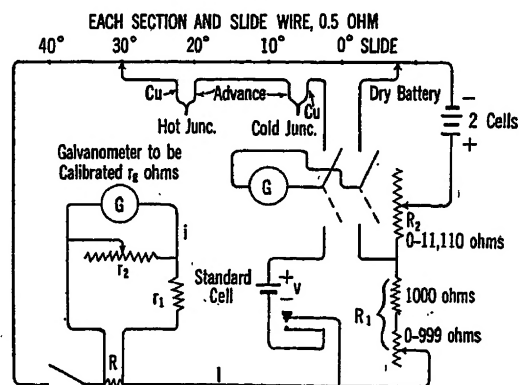 EACH SECTION AND SLIDE WIRE, 0.5 OHM
40° 30° 20° 10° 0° SLIDE
Cu Advance Cu Dry Battery
Hot Junc. Cold Junc.
− 2 Cells +
Galvanometer to be
Calibrated rg ohms
G
G
i
R2
0-11,110 ohms
r2
r1
Standard
Cell
+
− V
R1
1000 ohms
0-999 ohms
R
I